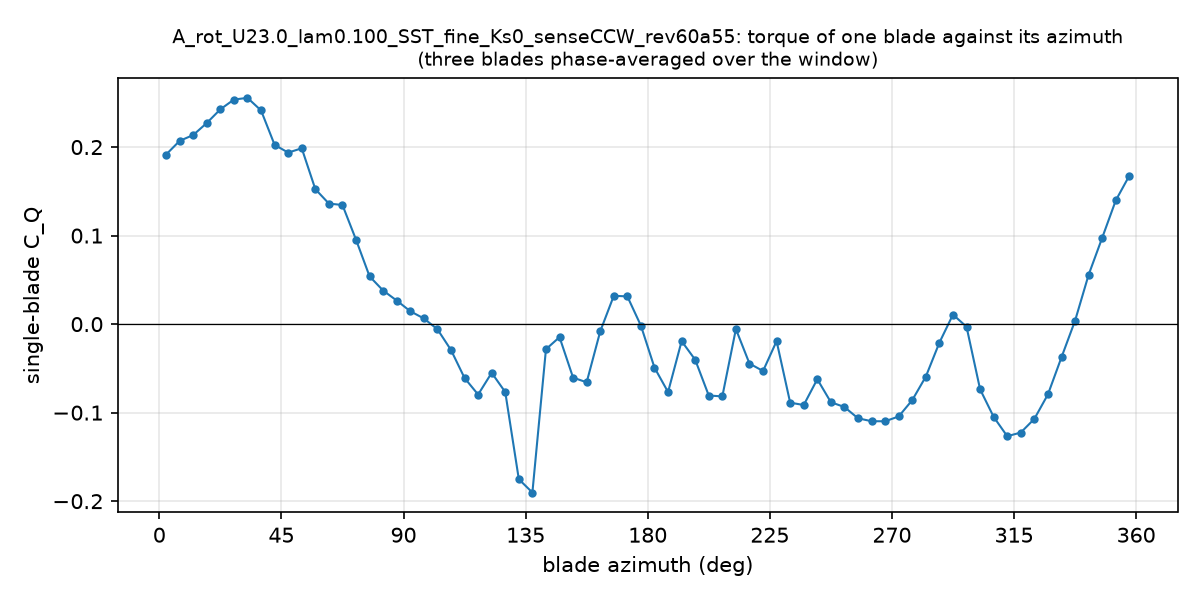 A_rot_U23.0_lam0.100_SST_fine_Ks0_senseCCW_rev60a55: torque of one blade against its azimuth
(three blades phase-averaged over the window)
single-blade C_Q
0.2
0.1
0.0
−0.1
−0.2
0 45 90 135 180 225 270 315 360
blade azimuth (deg)